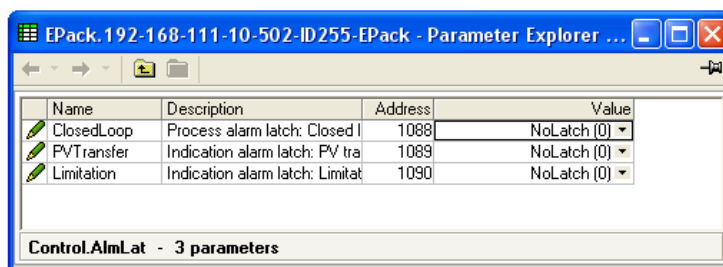 EPack.192-168-111-10-502-ID255-EPack - Parameter Explorer ...
Name Description Address Value
ClosedLoop Process alarm latch: Closed l 1088 NoLatch (0)
PVTransfer Indication alarm latch: PV tra 1089 NoLatch (0)
Limitation Indication alarm latch: Limitat 1090 NoLatch (0)
Control.AlmLat - 3 parameters